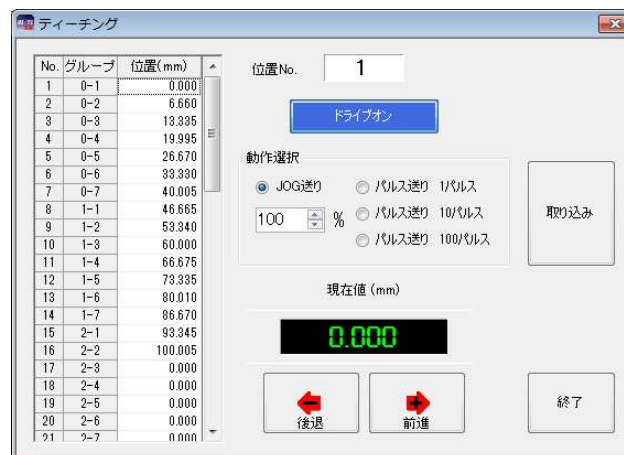 ティーチング
No. グループ 位置(mm)
1 0-1 0.000
2 0-2 6.660
3 0-3 13.335
4 0-4 19.995
5 0-5 26.670
6 0-6 33.330
7 0-7 40.005
8 1-1 46.665
9 1-2 53.340
10 1-3 60.000
11 1-4 66.675
12 1-5 73.335
13 1-6 80.010
14 1-7 86.670
15 2-1 93.345
16 2-2 100.005
17 2-3 0.000
18 2-4 0.000
19 2-5 0.000
20 2-6 0.000
21 2-7 0.000
位置No. 1
ドライブオン
動作選択
JOG送り パルス送り 1パルス
100 % パルス送り 10パルス
パルス送り 100パルス
取り込み
現在値 (mm)
0.000
後退 前進
終了